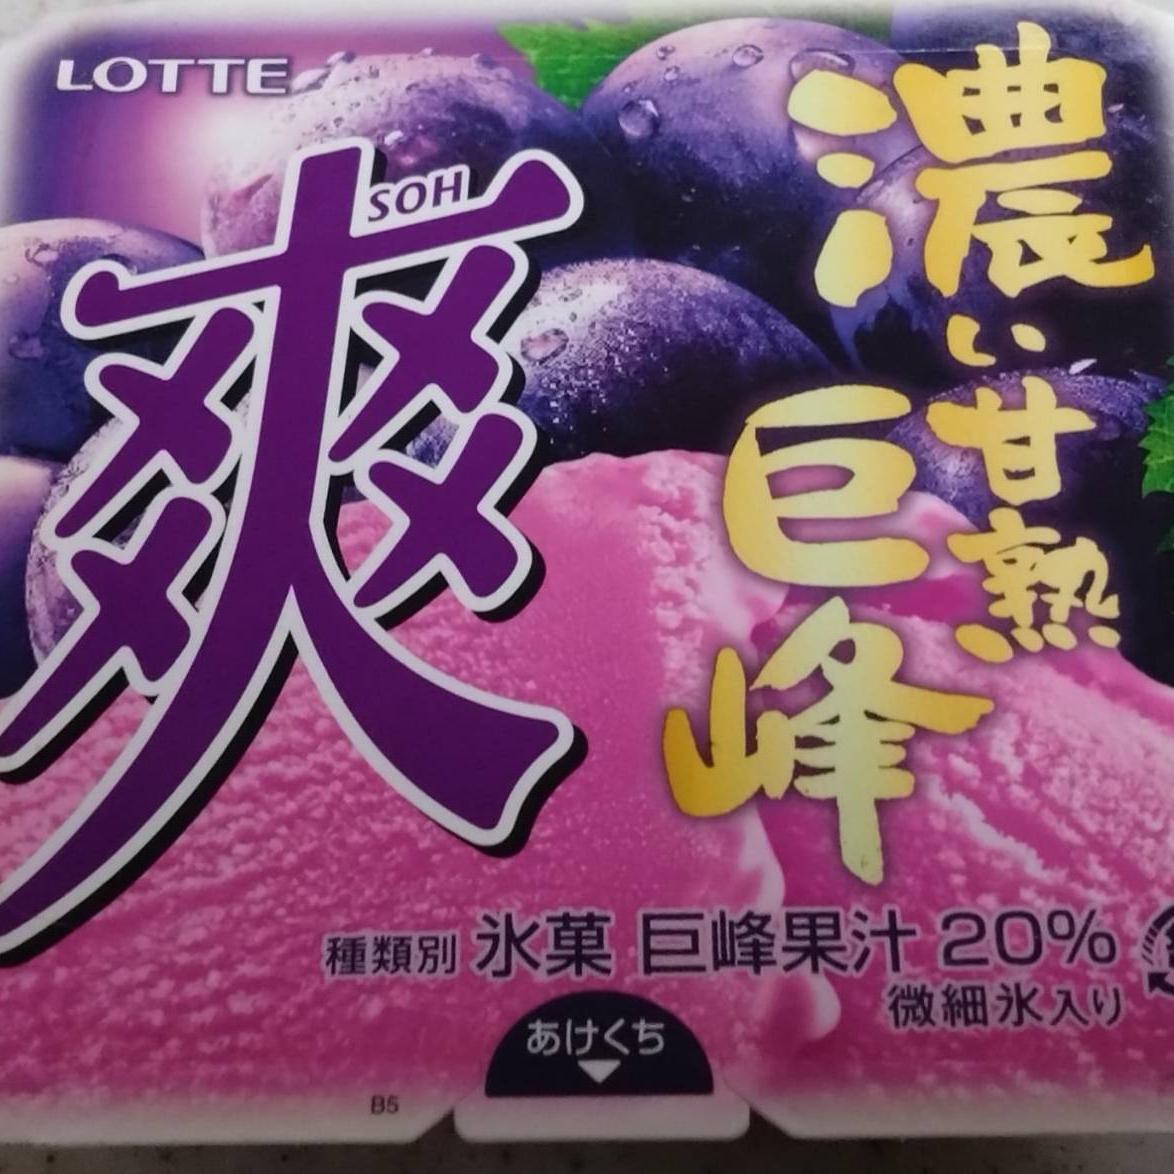 LOTTE
SOH
爽
濃い甘熟
巨峰
種類別 氷菓 巨峰果汁 20%
微細氷入り
あけくち
B5